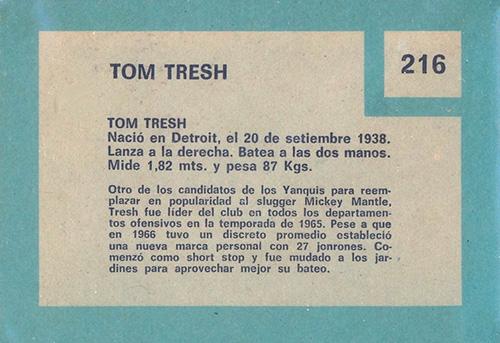 TOM TRESH
216
TOM TRESH
Nació en Detroit, el 20 de setiembre 1938.
Lanza a la derecha. Batea a las dos manos.
Mide 1,82 mts. y pesa 87 Kgs.
Otro de los candidatos de los Yanquis para reem-
plazar en popularidad al slugger Mickey Mantle,
Tresh fue líder del club en todos los departamen-
tos ofensivos en la temporada de 1965. Pese a que
en 1966 tuvo un discreto promedio estableció
una nueva marca personal con 27 jonrones. Co-
menzó como short stop y fue mudado a los jar-
dines para aprovechar mejor su bateo.